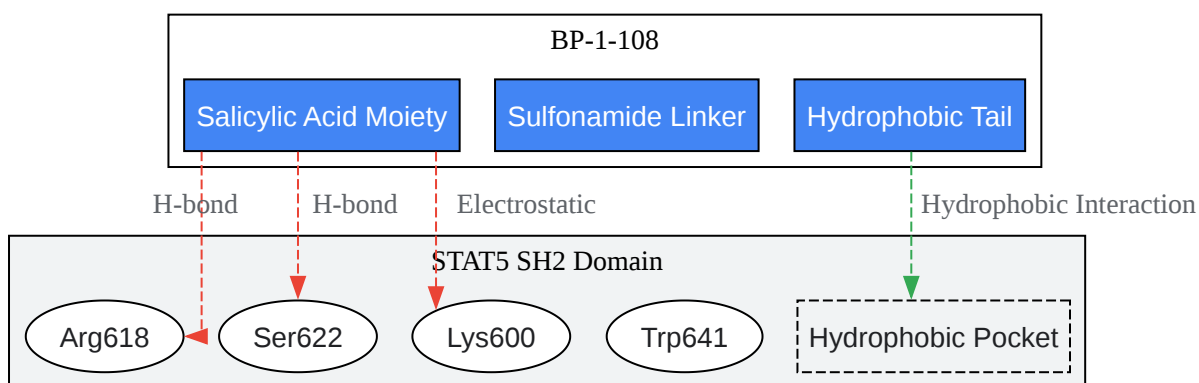 BP-1-108
Salicylic Acid Moiety
Sulfonamide Linker
Hydrophobic Tail
H-bond
H-bond
Electrostatic
Hydrophobic Interaction
STAT5 SH2 Domain
Arg618
Ser622
Lys600
Trp641
Hydrophobic Pocket